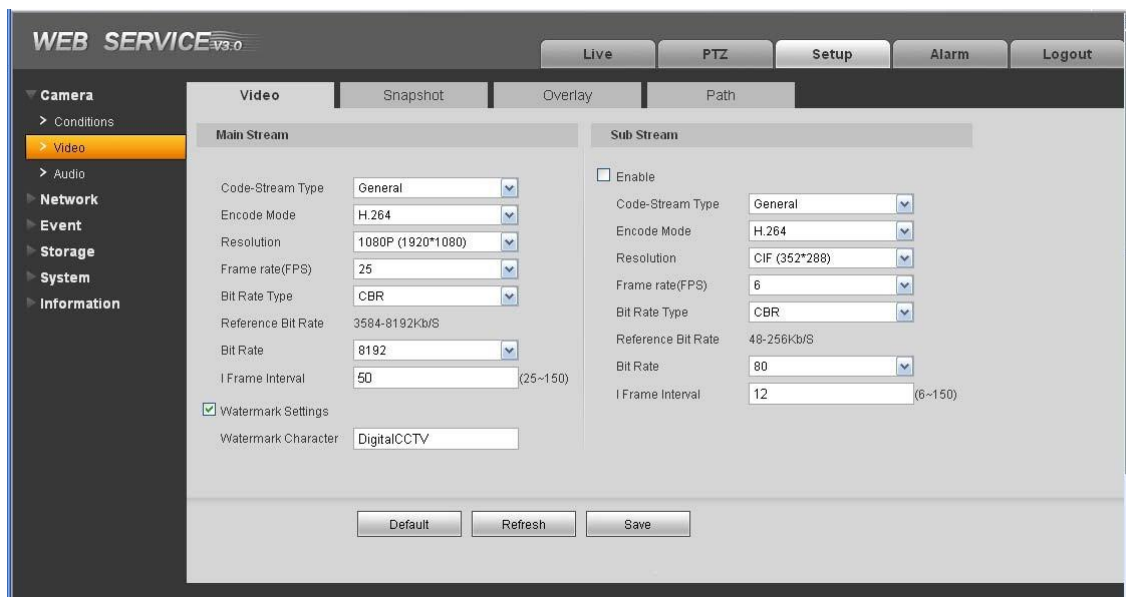 WEB SERVICE V3.0
Live PTZ Setup Alarm Logout
Camera
> Conditions
> Video
> Audio
Network
Event
Storage
System
Information
Video Snapshot Overlay Path
Main Stream
Code-Stream Type General
Encode Mode H.264
Resolution 1080P (1920*1080)
Frame rate(FPS) 25
Bit Rate Type CBR
Reference Bit Rate 3584-8192Kb/S
Bit Rate 8192
I Frame Interval 50 (25~150)
Watermark Settings
Watermark Character DigitalCCTV
Sub Stream
Enable
Code-Stream Type General
Encode Mode H.264
Resolution CIF (352*288)
Frame rate(FPS) 6
Bit Rate Type CBR
Reference Bit Rate 48-256Kb/S
Bit Rate 80
I Frame Interval 12 (6~150)
Default Refresh Save